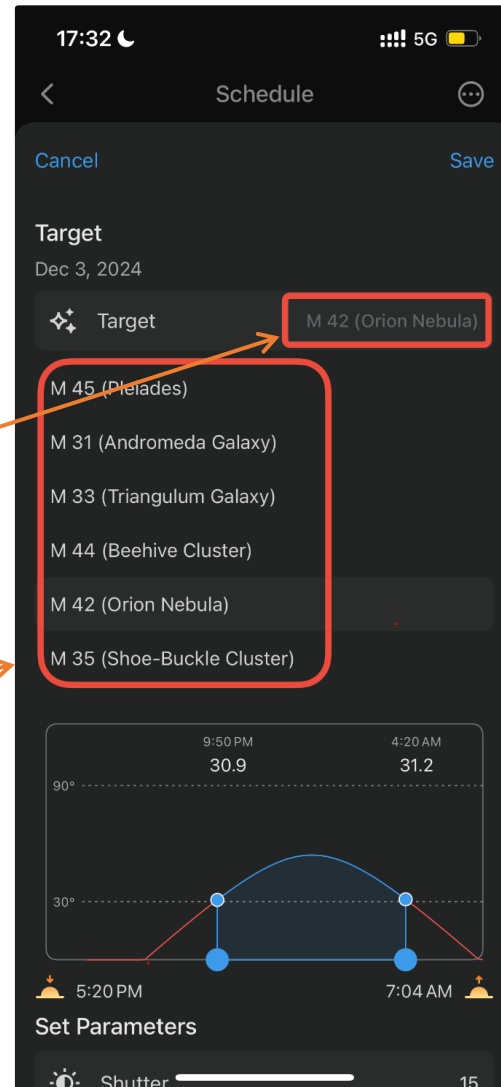 17:32 5G
Schedule
Cancel Save
Target
Dec 3, 2024
Target M 42 (Orion Nebula)
M 45 (Pleiades)
M 31 (Andromeda Galaxy)
M 33 (Triangulum Galaxy)
M 44 (Beehive Cluster)
M 42 (Orion Nebula)
M 35 (Shoe-Buckle Cluster)
9:50 PM 4:20 AM
30.9 31.2
90°
30°
5:20 PM 7:04 AM
Set Parameters
Shutter 15